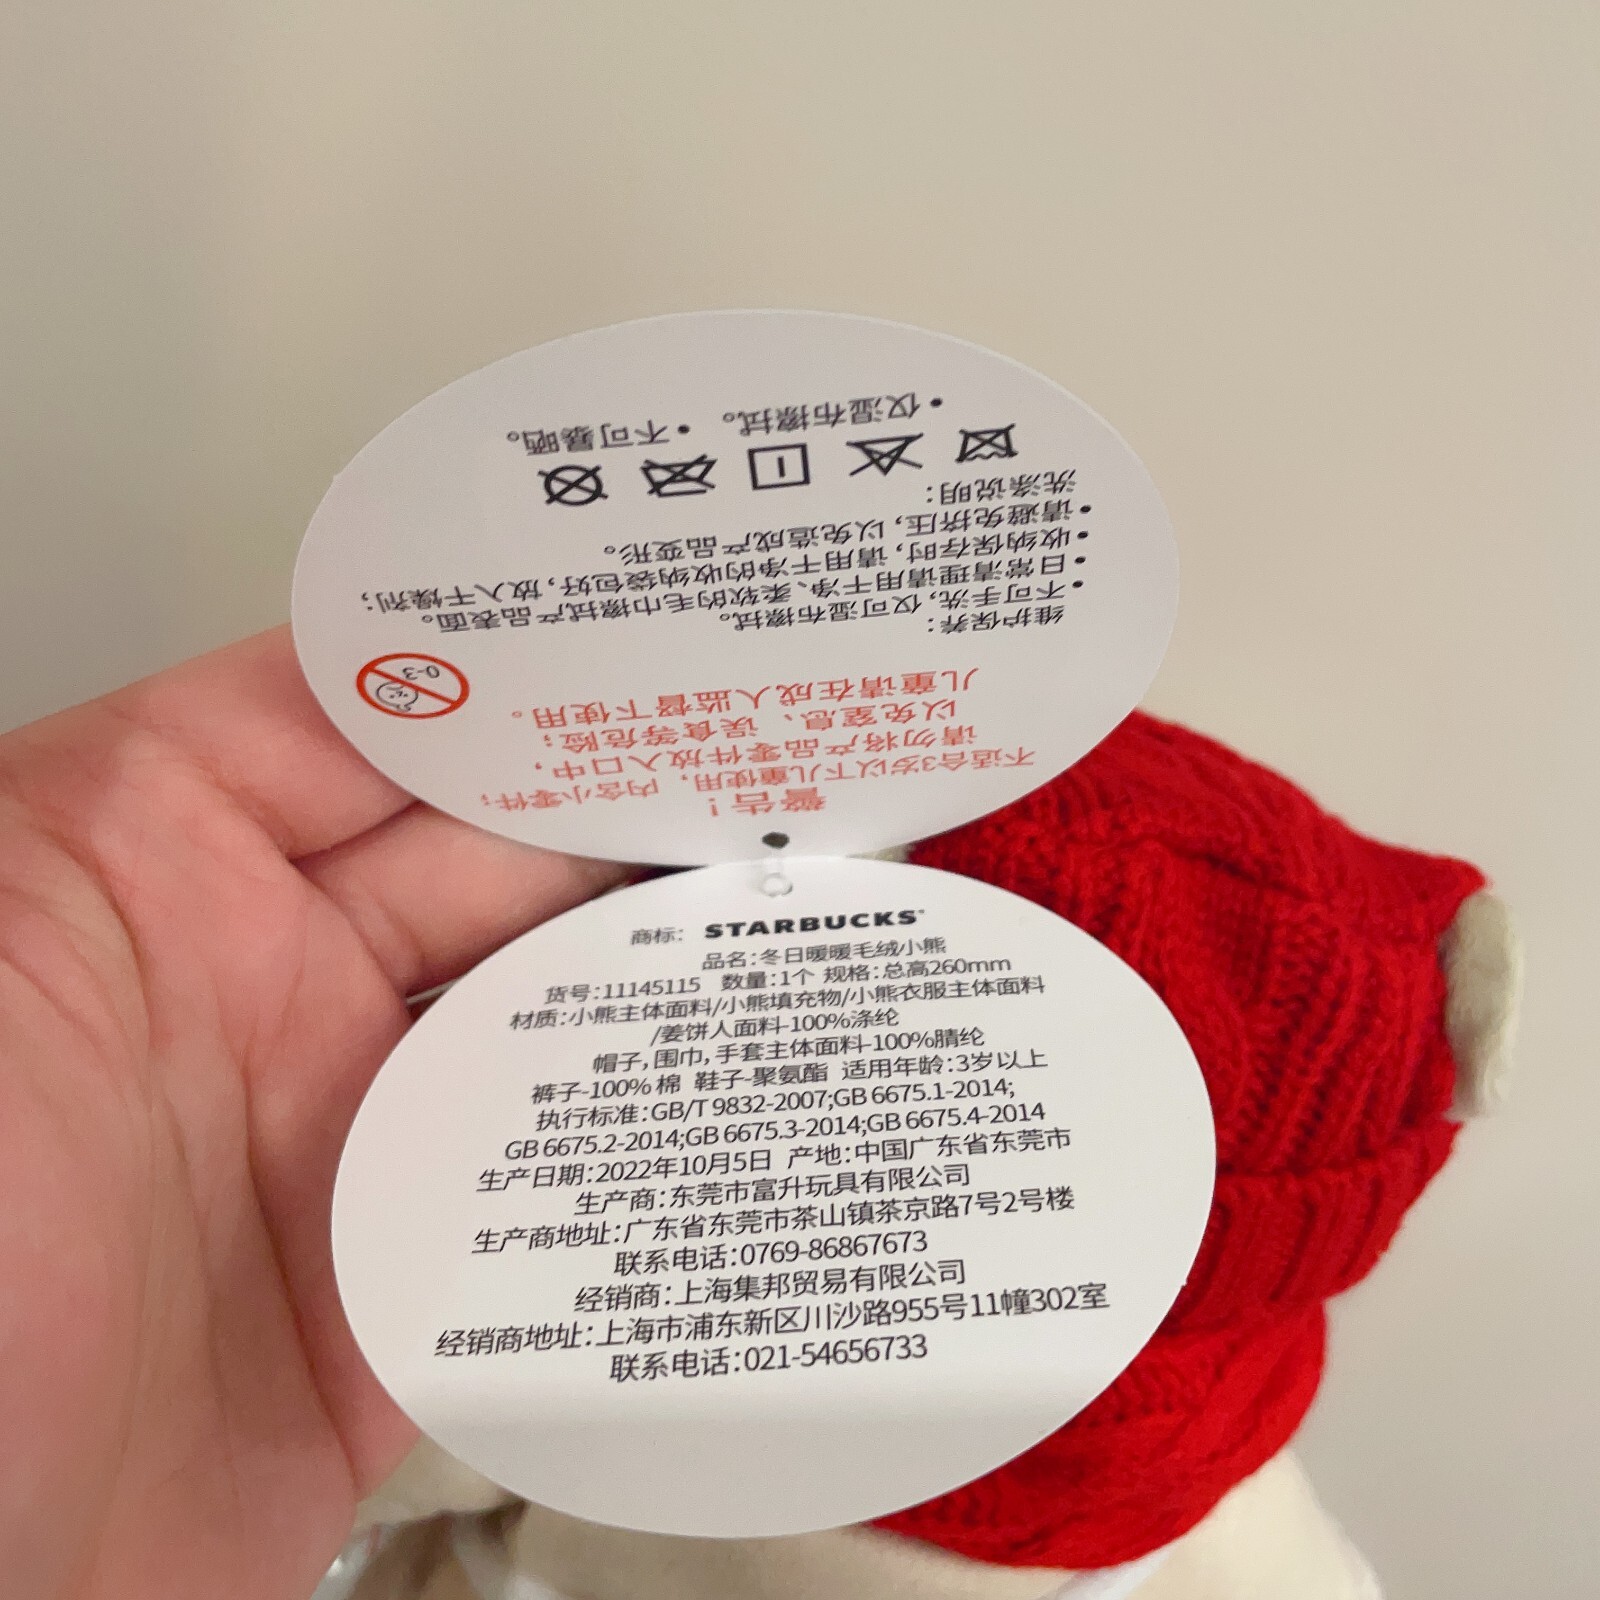 警告！
不适合3岁以下儿童使用，内含小零件；
请勿将产品零件放入口中，
以免窒息、误食等危险；
儿童请在成人监督下使用。
0-3
维护保养：
•不可手洗，仅可湿布擦拭。
•日常清理请用干净、柔软的毛巾擦拭产品表面。
•收纳保存时，请用干净的收纳袋包好，放入干燥剂；
•请避免挤压，以免造成产品变形。
洗涤说明：
•仅湿布擦拭。 •不可暴晒。
商标： STARBUCKS
品名：冬日暖暖毛绒小熊
货号：11145115 数量：1个 规格：总高260mm
材质：小熊主体面料/小熊填充物/小熊衣服主体面料
/姜饼人面料-100%涤纶
帽子，围巾，手套主体面料-100%腈纶
裤子-100% 棉 鞋子-聚氨酯 适用年龄：3岁以上
执行标准：GB/T 9832-2007;GB 6675.1-2014;
GB 6675.2-2014;GB 6675.3-2014;GB 6675.4-2014
生产日期：2022年10月5日 产地：中国广东省东莞市
生产商：东莞市富升玩具有限公司
生产商地址：广东省东莞市茶山镇茶京路7号2号楼
联系电话：0769-86867673
经销商：上海集邦贸易有限公司
经销商地址：上海市浦东新区川沙路955号11幢302室
联系电话：021-54656733